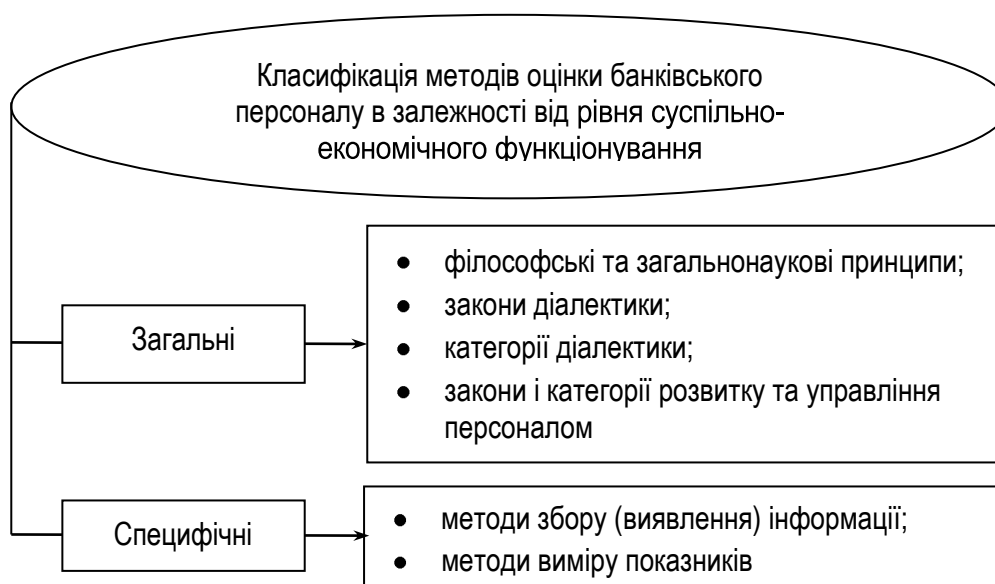 Класифікація методів оцінки банківського
персоналу в залежності від рівня суспільно-
економічного функціонування
Загальні
• філософські та загальнонаукові принципи;
• закони діалектики;
• категорії діалектики;
• закони і категорії розвитку та управління
персоналом
Специфічні
• методи збору (виявлення) інформації;
• методи виміру показників